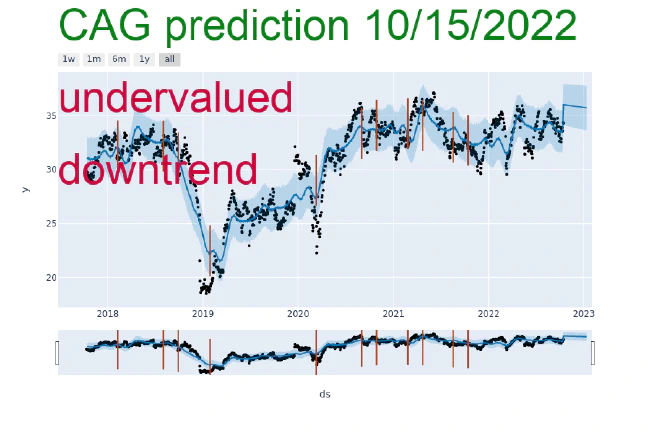 CAG prediction 10/15/2022
1w 1m 6m 1y all
undervalued
downtrend
35
30
25
20
y
2018 2019 2020 2021 2022 2023
ds